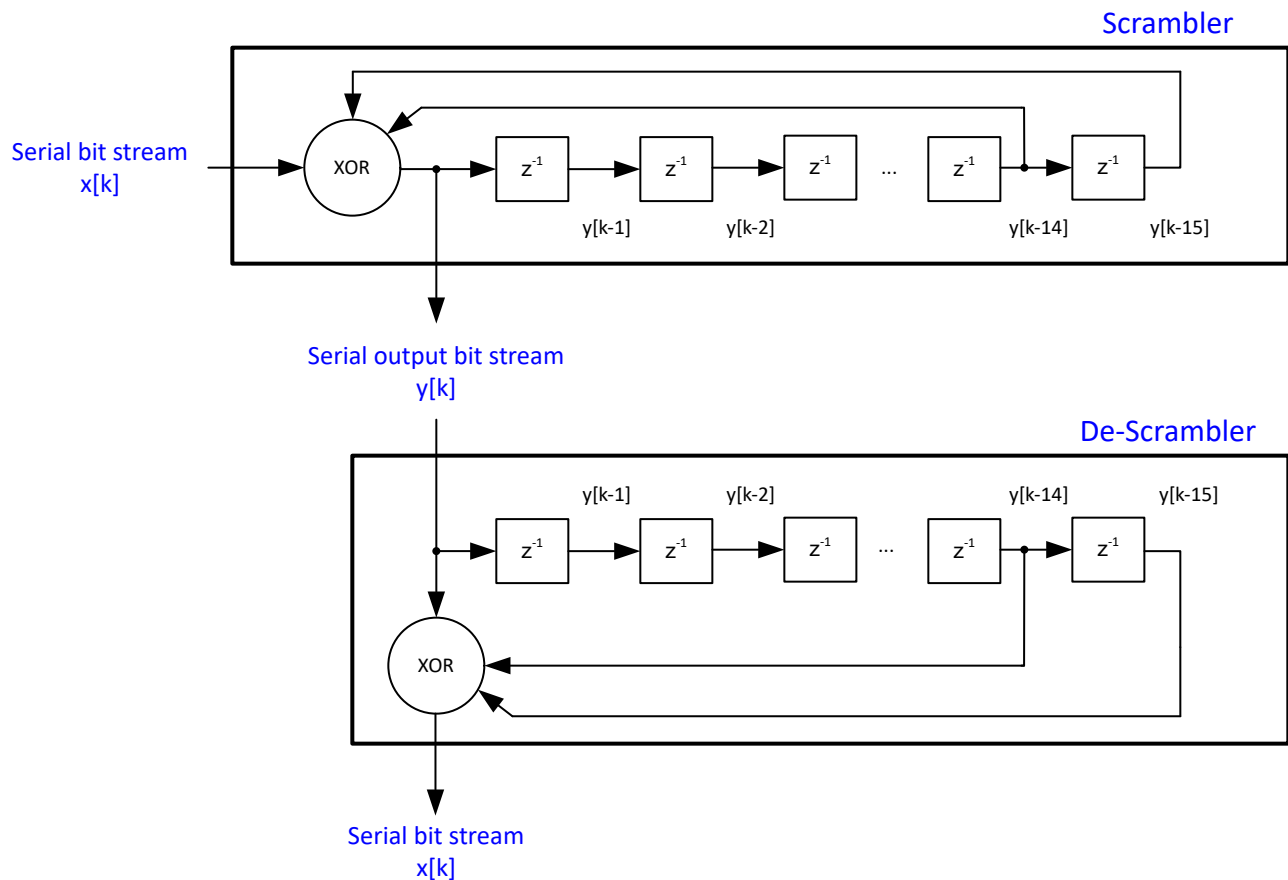 Scrambler
Serial bit stream
x[k]
XOR
z-1
z-1
z-1
...
z-1
z-1
y[k-1]
y[k-2]
y[k-14]
y[k-15]
Serial output bit stream
y[k]
De-Scrambler
y[k-1]
y[k-2]
y[k-14]
y[k-15]
z-1
z-1
z-1
...
z-1
z-1
XOR
Serial bit stream
x[k]